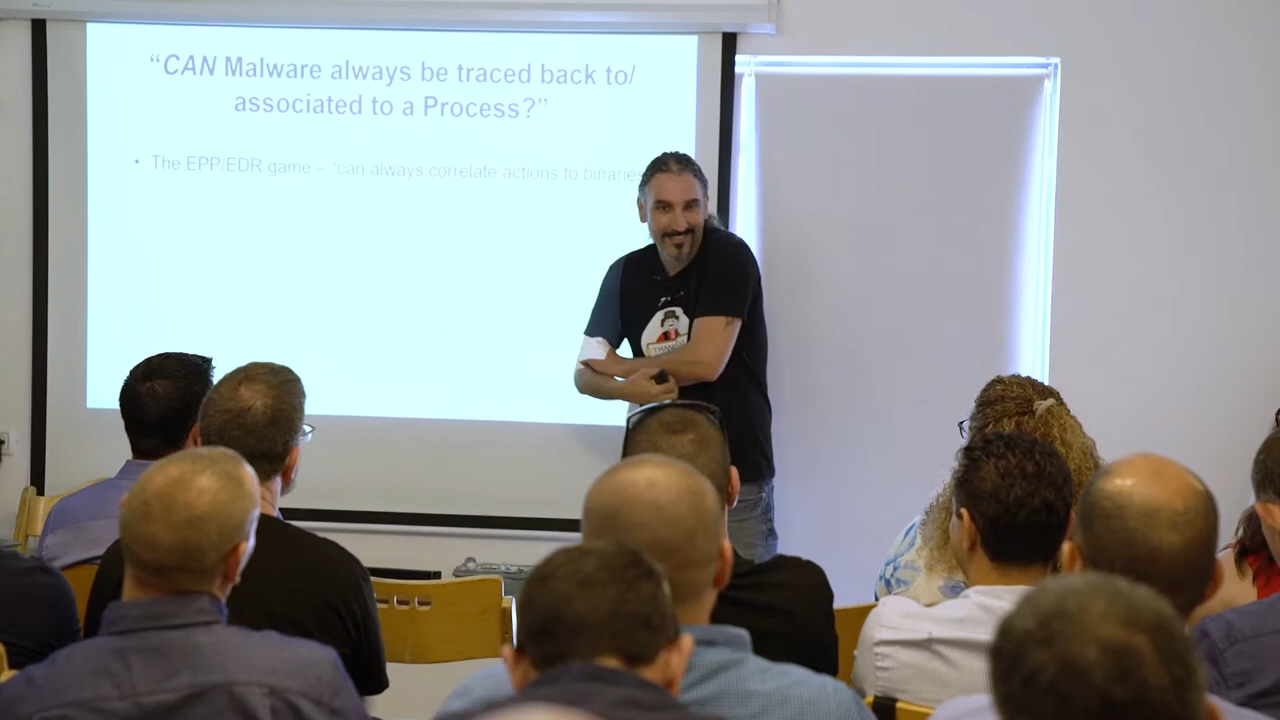 “CAN Malware always be traced back to/
associated to a Process?”
• The EPP/EDR game – ‘can always correlate actions to binaries